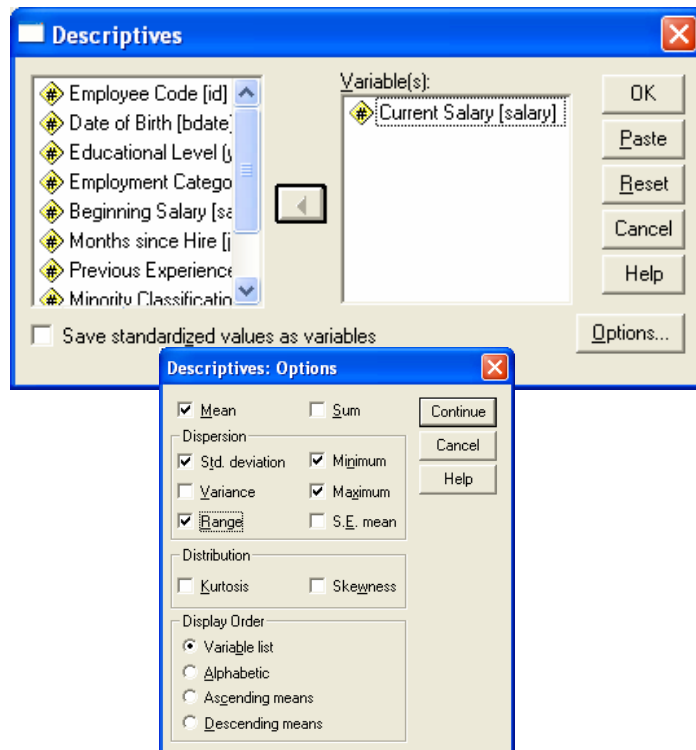 Descriptives
Employee Code [id]
Date of Birth [bdate]
Educational Level (
Employment Catego
Beginning Salary [sa
Months since Hire [j
Previous Experience
Minority Classificatio
Variable(s):
Current Salary [salary]
OK
Paste
Reset
Cancel
Help
Save standardized values as variables
Options...
Descriptives: Options
Mean
Sum
Continue
Cancel
Help
Dispersion
Std. deviation
Minimum
Variance
Maximum
Range
S.E. mean
Distribution
Kurtosis
Skewness
Display Order
Variable list
Alphabetic
Ascending means
Descending means